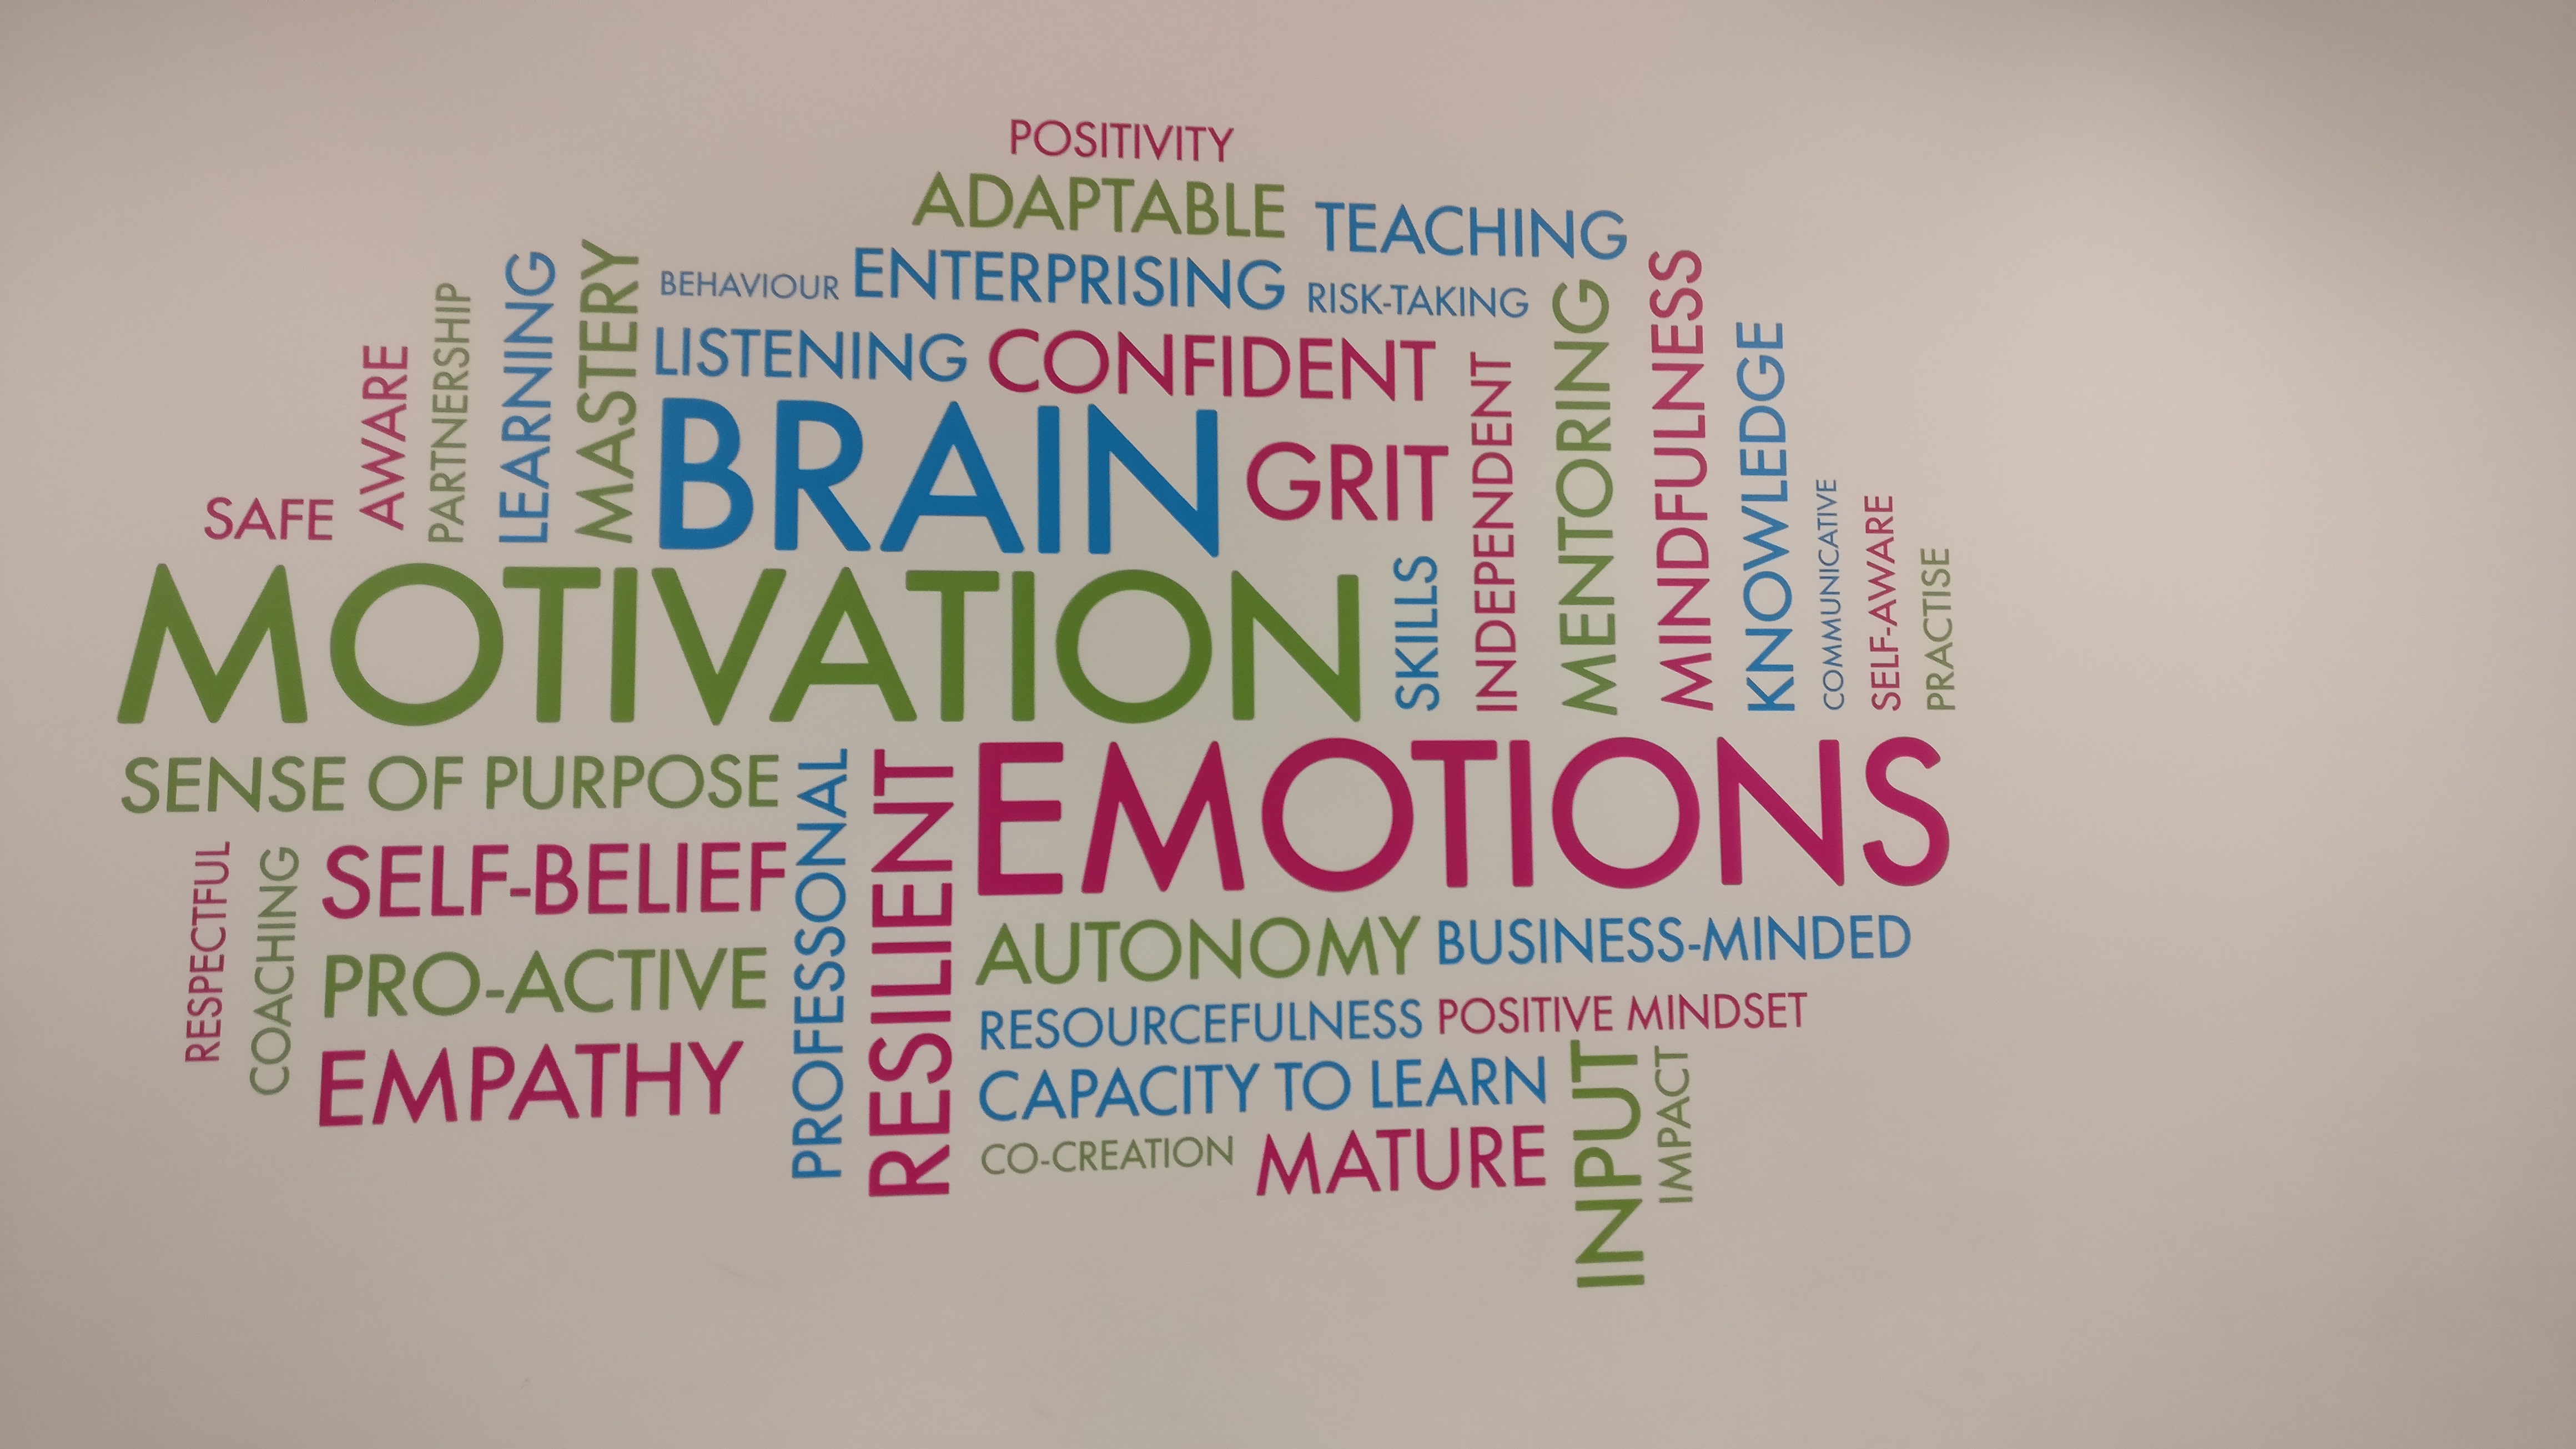 POSITIVITY
ADAPTABLE
TEACHING
BEHAVIOUR
ENTERPRISING
RISK-TAKING
LISTENING
CONFIDENT
SAFE
AWARE
PARTNERSHIP
LEARNING
MASTERY
BRAIN
GRIT
INDEPENDENT
MENTORING
MINDFULNESS
KNOWLEDGE
COMMUNICATIVE
SELF-AWARE
PRACTISE
MOTIVATION
SKILLS
SENSE OF PURPOSE
PROFESSONAL
RESILIENT
EMOTIONS
RESPECTFUL
COACHING
SELF-BELIEF
AUTONOMY
BUSINESS-MINDED
PRO-ACTIVE
RESOURCEFULNESS
POSITIVE MINDSET
EMPATHY
CAPACITY TO LEARN
INPUT
IMPACT
CO-CREATION
MATURE